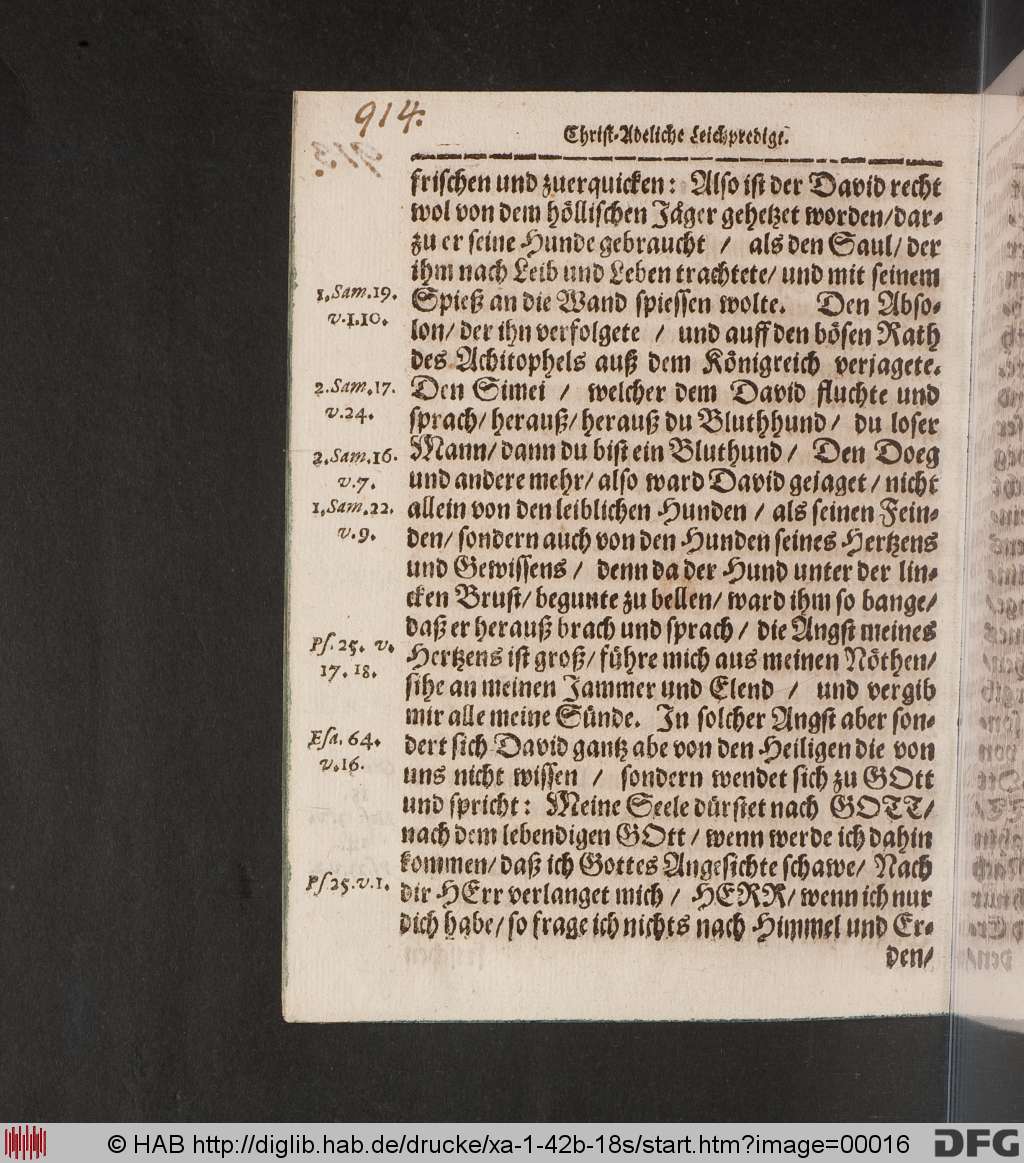 914.
Christ-Adeliche Leichpredigt.
frischen und zuerquicken: Also ist der David recht
wol von dem höllischen Jäger gehetzet worden/dar-
zu er seine Hunde gebraucht / als den Saul/ der
ihm nach Leib und Leben trachtete/ und mit seinem
1. Sam. 19.
v. 1. 10.
Spieß an die Wand spiessen wolte. Den Abso-
lon/ der ihn verfolgete / und auff den bösen Rath
des Achitophels auß dem Königreich verjagete.
2. Sam. 17.
v. 24.
Den Simei / welcher dem David fluchte und
sprach/ herauß/ herauß du Bluthhund/ du loser
2. Sam. 16.
v. 7.
Mann/ dann du bist ein Bluthund/ Den Doeg
und andere mehr/ also ward David gejaget/ nicht
1. Sam. 22.
v. 9.
allein von den leiblichen Hunden / als seinen Fein-
den/ sondern auch von den Hunden seines Hertzens
und Gewissens / denn da der Hund unter der lin-
cken Brust/ begunte zu bellen/ ward ihm so bange/
daß er herauß brach und sprach/ die Angst meines
Ps. 25. v.
17. 18.
Hertzens ist groß/ führe mich aus meinen Nöthen/
sihe an meinen Jammer und Elend / und vergib
mir alle meine Sünde. In solcher Angst aber son-
Esa. 64.
v. 16.
dert sich David gantz abe von den Heiligen die von
uns nicht wissen / sondern wendet sich zu GOtt
und spricht: Meine Seele dürstet nach GOTT/
nach dem lebendigen GOtt/ wenn werde ich dahin
kommen/ daß ich Gottes Angesichte schawe/ Nach
Ps 25. v. 1.
dir HErr verlanget mich / HERR/ wenn ich nur
dich habe/ so frage ich nichts nach Himmel und Er-
den/
© HAB http://diglib.hab.de/drucke/xa-1-42b-18s/start.htm?image=00016
DFG